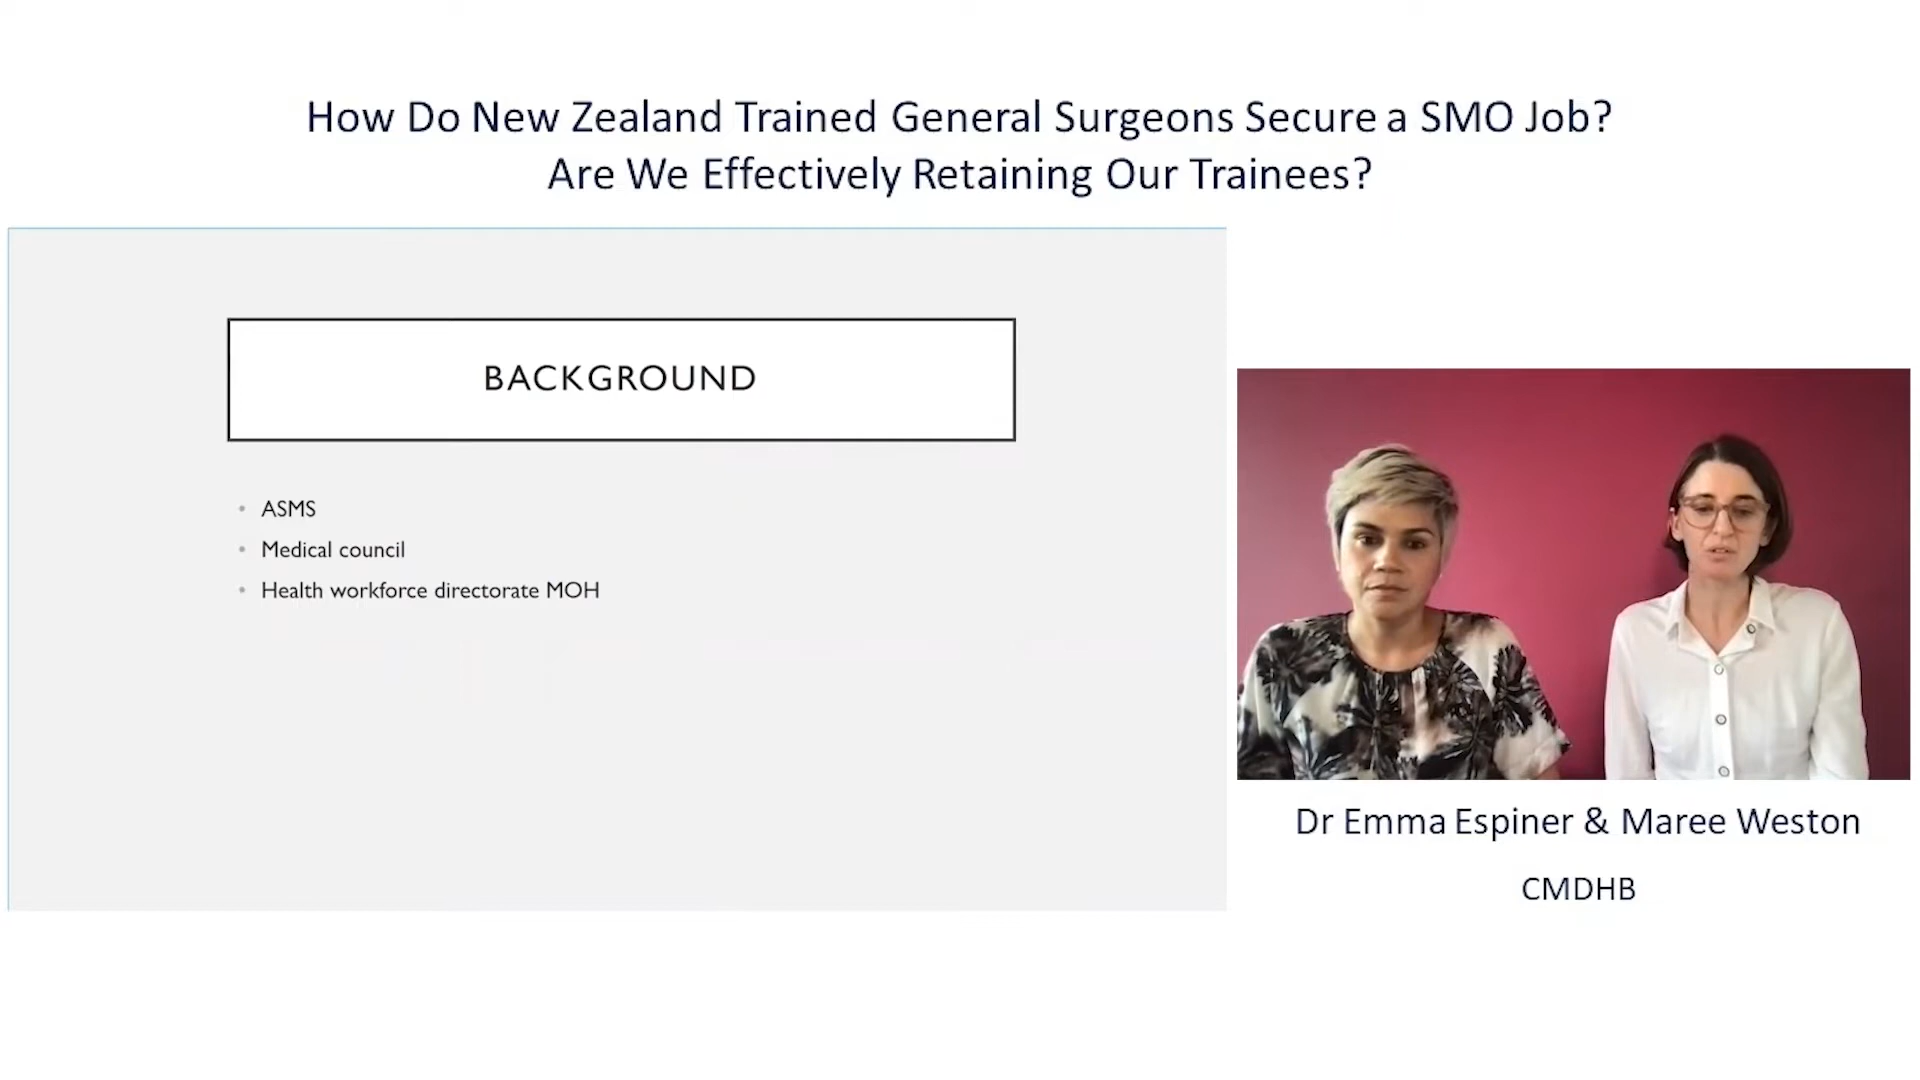 How Do New Zealand Trained General Surgeons Secure a SMO Job?
Are We Effectively Retaining Our Trainees?
BACKGROUND
• ASMS
• Medical council
• Health workforce directorate MOH
Dr Emma Espiner & Maree Weston
CMDHB